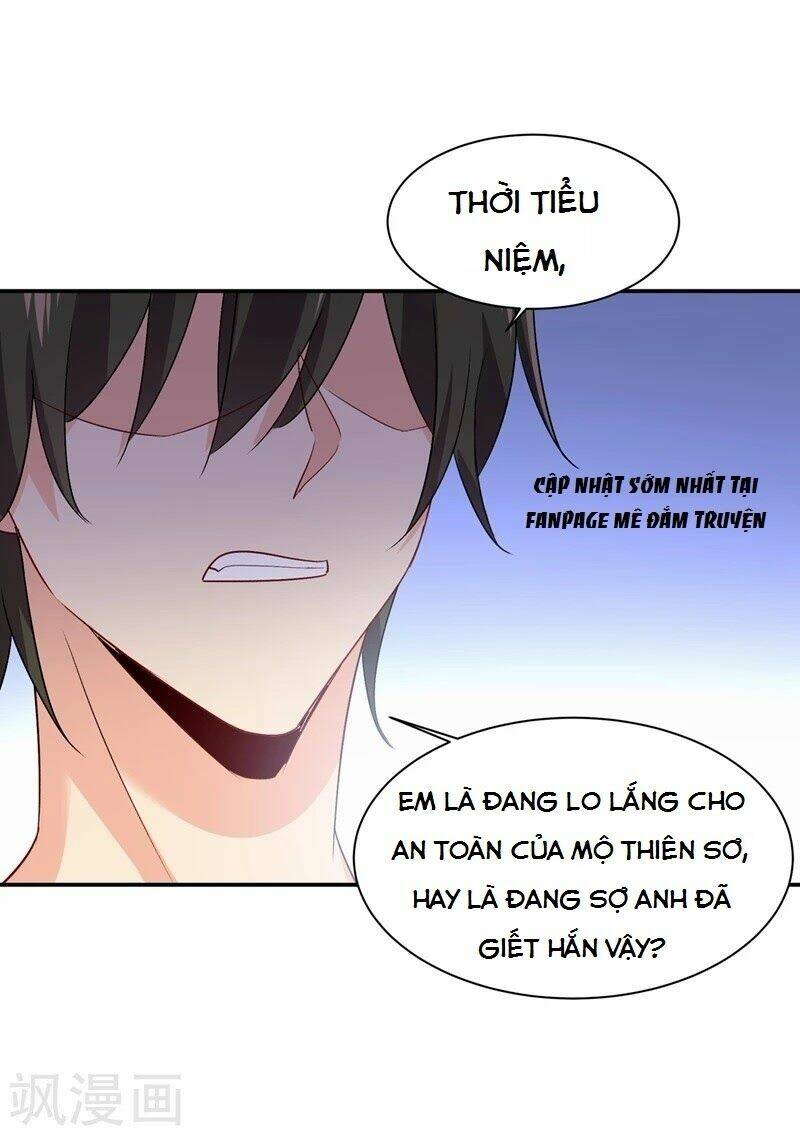 THỜI TIỂU
NIỆM,
CẬP NHẬT SỚM NHẤT TẠI
FANPAGE MÊ ĐẮM TRUYỆN
EM LÀ ĐANG LO LẮNG CHO
AN TOÀN CỦA MỘ THIÊN SƠ,
HAY LÀ ĐANG SỢ ANH ĐÃ
GIẾT HẮN VẬY?
飒漫画